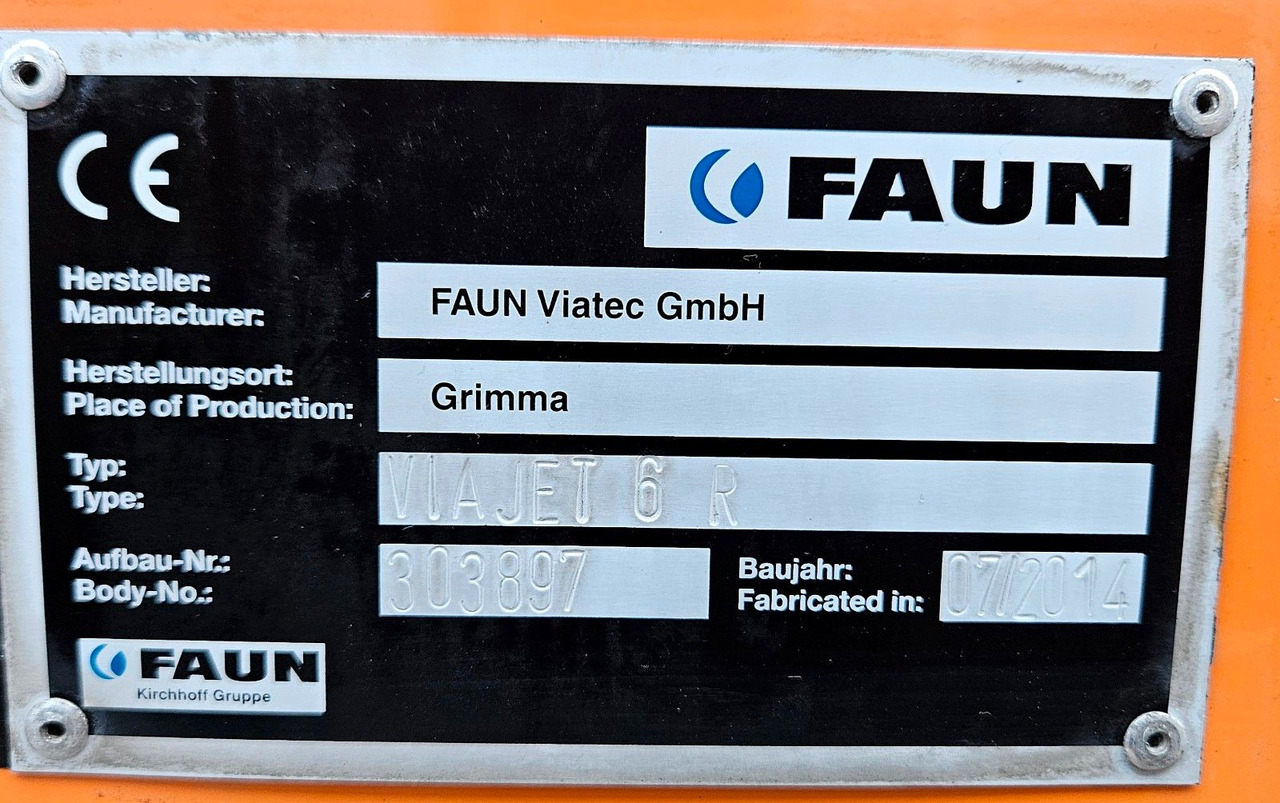 CE
FAUN
Hersteller:
Manufacturer:
FAUN Viatec GmbH
Herstellungsort:
Place of Production:
Grimma
Typ:
Type:
VIAJET 6 R
Aufbau-Nr.:
Body-No.:
303897
Baujahr:
Fabricated in:
07/2014
FAUN
Kirchhoff Gruppe